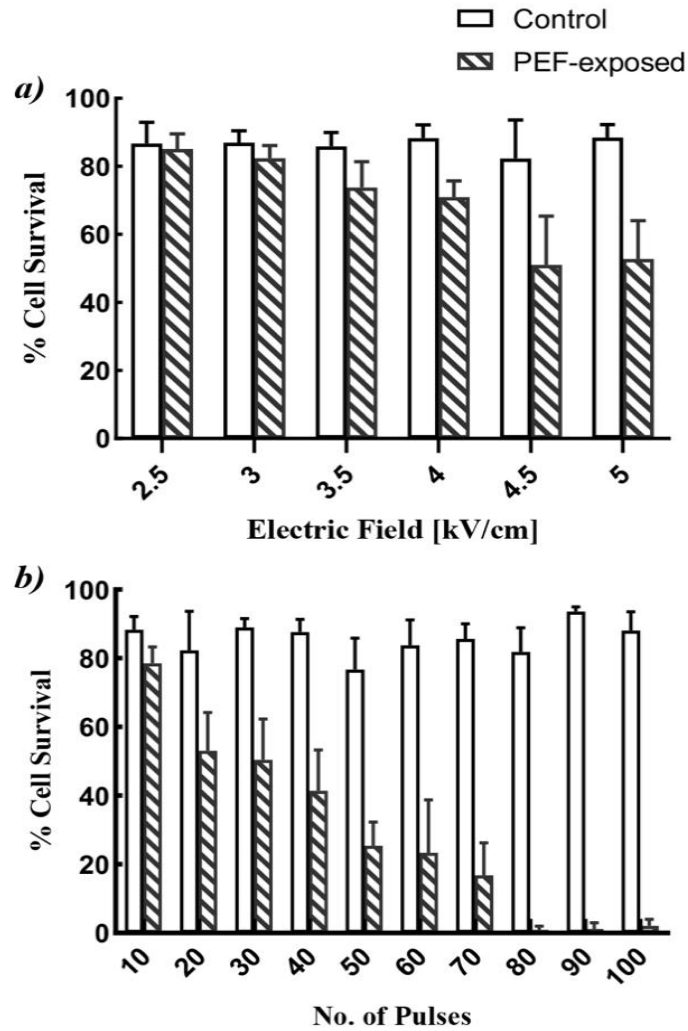 Control
PEF-exposed
a)
100
80
60
40
20
0
% Cell Survival
2.5 3 3.5 4 4.5 5
Electric Field [kV/cm]
b)
100
80
60
40
20
0
% Cell Survival
10 20 30 40 50 60 70 80 90 100
No. of Pulses